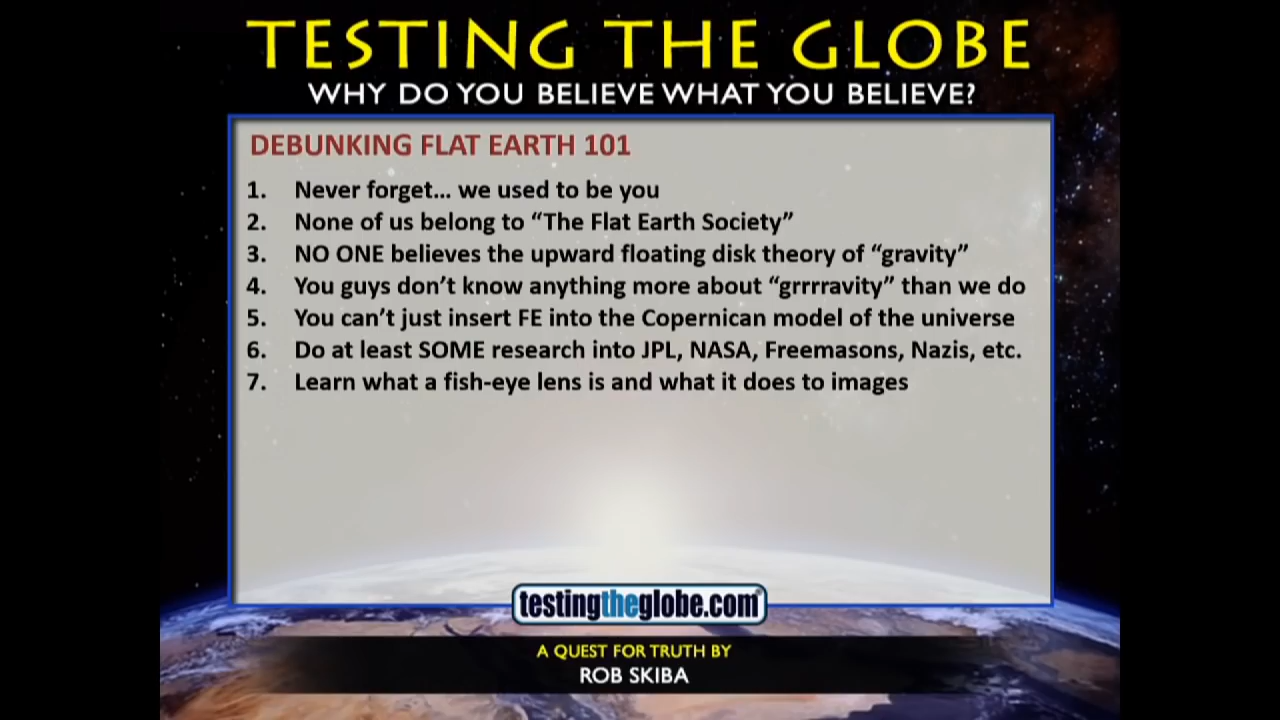 TESTING THE GLOBE
WHY DO YOU BELIEVE WHAT YOU BELIEVE?
DEBUNKING FLAT EARTH 101
1. Never forget... we used to be you
2. None of us belong to “The Flat Earth Society”
3. NO ONE believes the upward floating disk theory of “gravity”
4. You guys don’t know anything more about “grrrravity” than we do
5. You can’t just insert FE into the Copernican model of the universe
6. Do at least SOME research into JPL, NASA, Freemasons, Nazis, etc.
7. Learn what a fish-eye lens is and what it does to images
testingtheglobe.com
A QUEST FOR TRUTH BY
ROB SKIBA